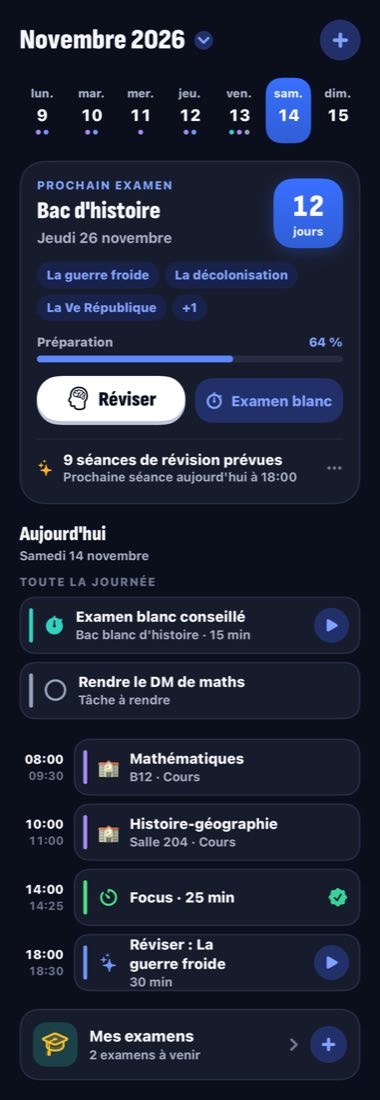 Novembre 2026
lun. mar. mer. jeu. ven. sam. dim.
9 10 11 12 13 14 15
PROCHAIN EXAMEN
Bac d'histoire
Jeudi 26 novembre
12
jours
La guerre froide La décolonisation
La Ve République +1
Préparation 64 %
Réviser Examen blanc
9 séances de révision prévues
Prochaine séance aujourd'hui à 18:00
Aujourd'hui
Samedi 14 novembre
TOUTE LA JOURNÉE
Examen blanc conseillé
Bac blanc d'histoire · 15 min
Rendre le DM de maths
Tâche à rendre
08:00 Mathématiques
09:30 B12 · Cours
10:00 Histoire-géographie
11:00 Salle 204 · Cours
14:00 Focus · 25 min
14:25
18:00 Réviser : La
guerre froide
18:30 30 min
Mes examens
2 examens à venir